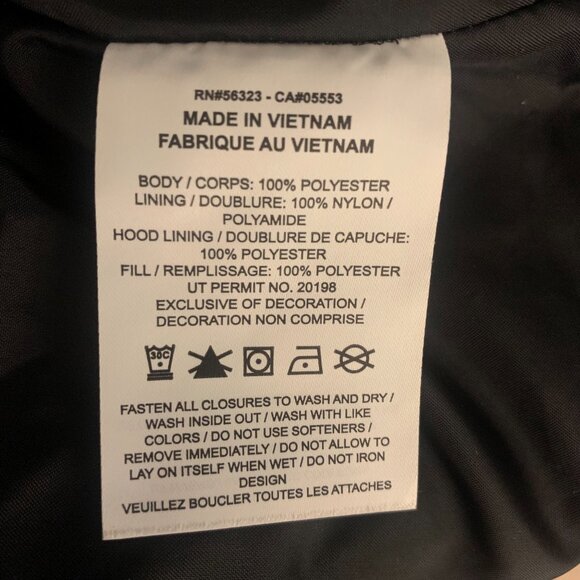 RN#56323 - CA#05553
MADE IN VIETNAM
FABRIQUE AU VIETNAM
BODY / CORPS: 100% POLYESTER
LINING / DOUBLURE: 100% NYLON /
POLYAMIDE
HOOD LINING / DOUBLURE DE CAPUCHE:
100% POLYESTER
FILL / REMPLISSAGE: 100% POLYESTER
UT PERMIT NO. 20198
EXCLUSIVE OF DECORATION /
DECORATION NON COMPRISE
30C
FASTEN ALL CLOSURES TO WASH AND DRY /
WASH INSIDE OUT / WASH WITH LIKE
COLORS / DO NOT USE SOFTENERS /
REMOVE IMMEDIATELY / DO NOT ALLOW TO
LAY ON ITSELF WHEN WET / DO NOT IRON
DESIGN
VEUILLEZ BOUCLER TOUTES LES ATTACHES